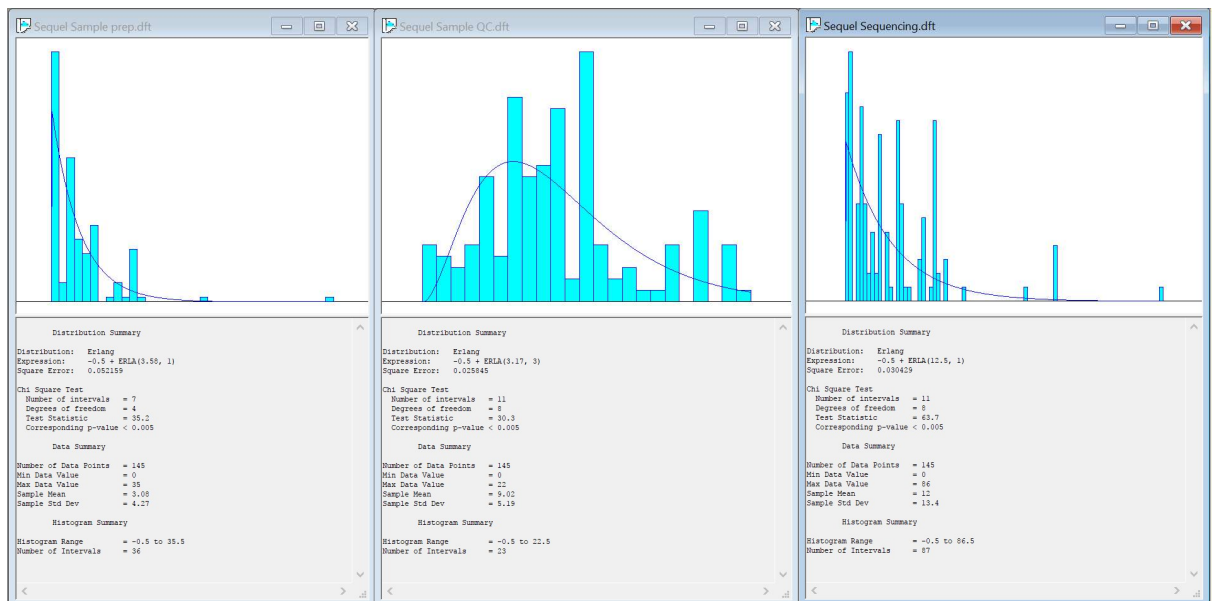 Sequel Sample prep.dft
Distribution Summary
Distribution: Erlang
Expression: -0.5 + ERLA(3.58, 1)
Square Error: 0.052159
Chi Square Test
Number of intervals = 7
Degrees of freedom = 4
Test Statistic = 35.2
Corresponding p-value < 0.005
Data Summary
Number of Data Points = 145
Min Data Value = 0
Max Data Value = 35
Sample Mean = 3.08
Sample Std Dev = 4.27
Histogram Summary
Histogram Range = -0.5 to 35.5
Number of Intervals = 36
Sequel Sample QC.dft
Distribution Summary
Distribution: Erlang
Expression: -0.5 + ERLA(3.17, 3)
Square Error: 0.025845
Chi Square Test
Number of intervals = 11
Degrees of freedom = 8
Test Statistic = 30.3
Corresponding p-value < 0.005
Data Summary
Number of Data Points = 145
Min Data Value = 0
Max Data Value = 22
Sample Mean = 9.02
Sample Std Dev = 5.19
Histogram Summary
Histogram Range = -0.5 to 22.5
Number of Intervals = 23
Sequel Sequencing.dft
Distribution Summary
Distribution: Erlang
Expression: -0.5 + ERLA(12.5, 1)
Square Error: 0.030429
Chi Square Test
Number of intervals = 11
Degrees of freedom = 8
Test Statistic = 63.7
Corresponding p-value < 0.005
Data Summary
Number of Data Points = 145
Min Data Value = 0
Max Data Value = 86
Sample Mean = 12
Sample Std Dev = 13.4
Histogram Summary
Histogram Range = -0.5 to 86.5
Number of Intervals = 87